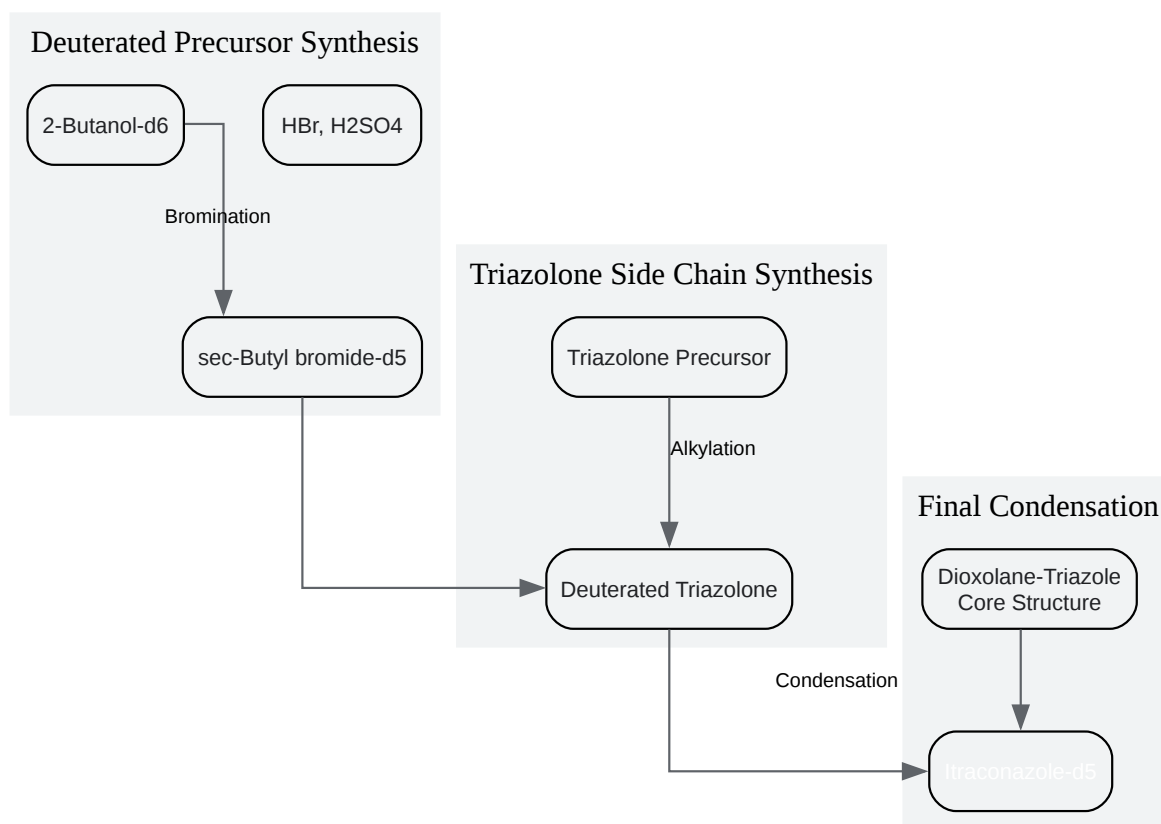 Deuterated Precursor Synthesis
2-Butanol-d6
HBr, H2SO4
Bromination
sec-Butyl bromide-d5
Triazolone Side Chain Synthesis
Triazolone Precursor
Alkylation
Deuterated Triazolone
Final Condensation
Dioxolane-Triazole
Core Structure
Condensation
Itraconazole-d5